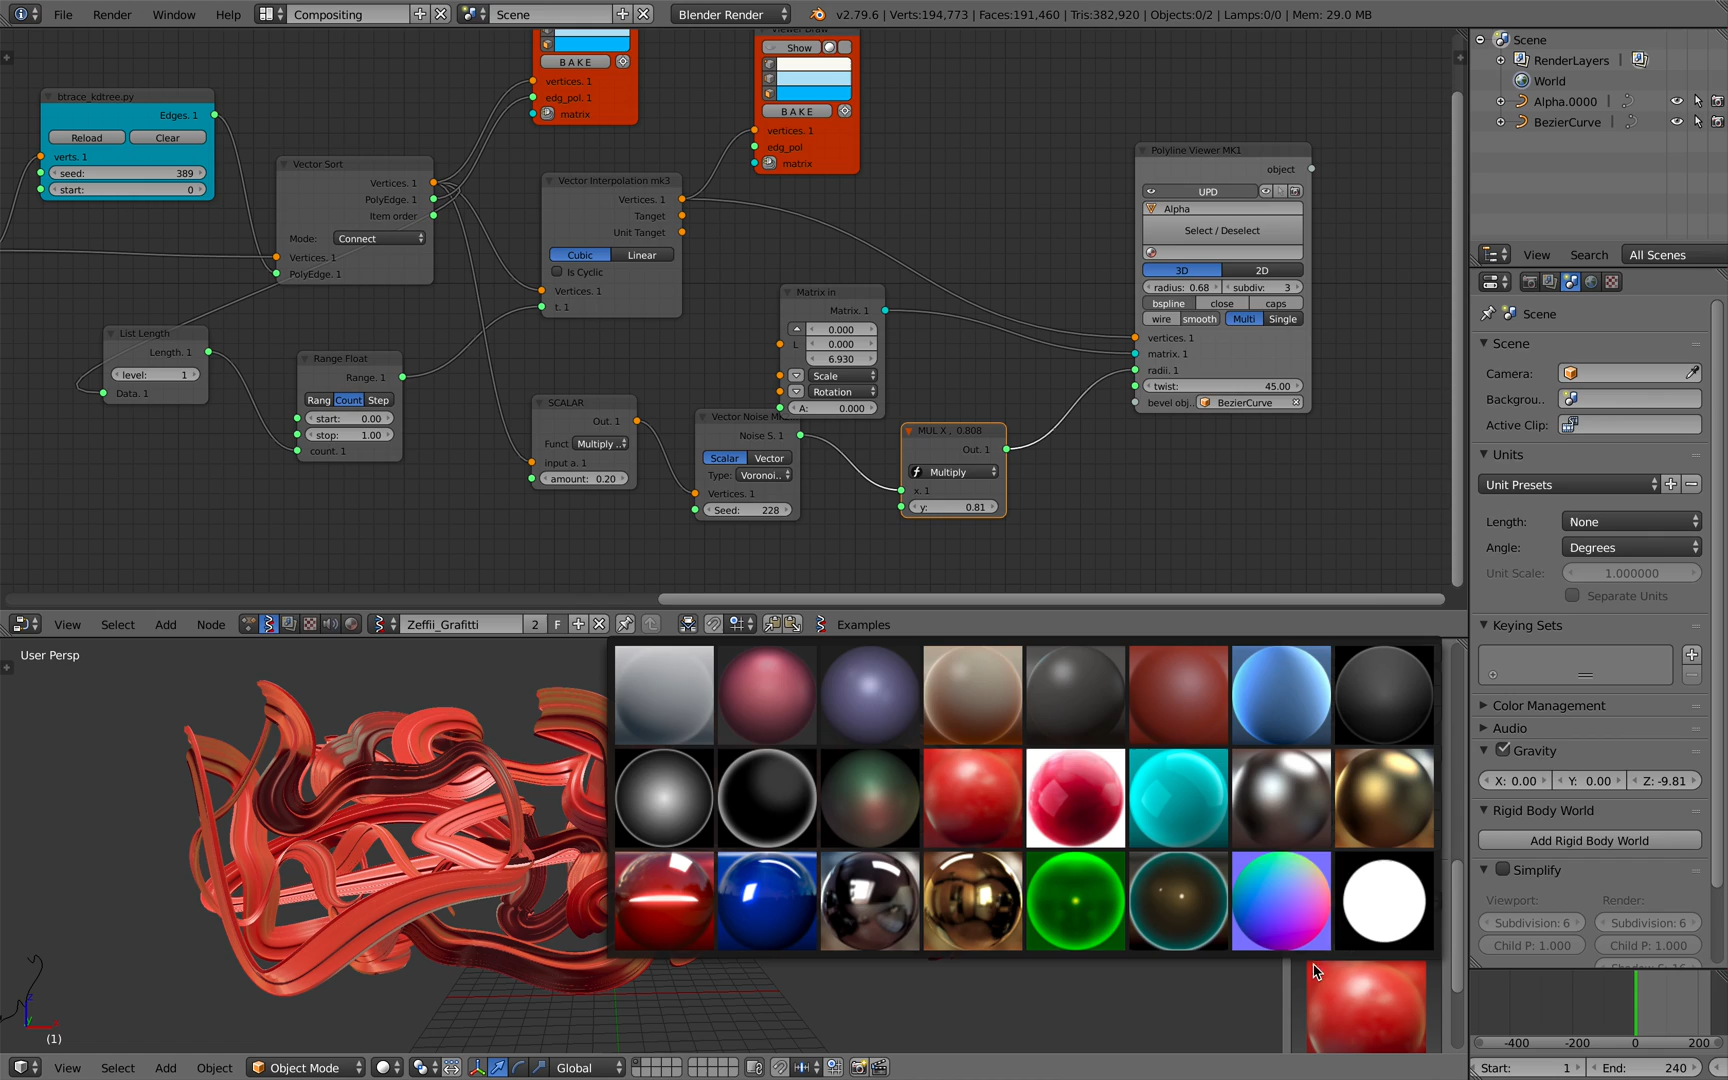 File Render Window Help Compositing Scene Blender Render v2.79.6 | Verts:194,773 | Faces:191,460 | Tris:382,920 | Objects:0/2 | Lamps:0/0 | Mem: 29.0 MB
btrace_kdtree.py
Edges. 1
Reload Clear
verts. 1
seed: 389
start: 0
Vector Sort
Vertices. 1
PolyEdge. 1
Item order
Mode: Connect
Vertices. 1
PolyEdge. 1
List Length
Length. 1
level: 1
Data. 1
Range Float
Range. 1
Rang Count Step
start: 0.00
stop: 1.00
count. 1
BAKE
vertices. 1
edg_pol. 1
matrix
Viewer Draw
Show
BAKE
vertices. 1
edg_pol
matrix
Vector Interpolation mk3
Vertices. 1
Tanget
Unit Tanget
Cubic Linear
Is Cyclic
Vertices. 1
t. 1
SCALAR
Out. 1
Funct Multiply ..
input a. 1
amount: 0.20
Matrix in
Matrix. 1
0.000
L 0.000
6.930
Scale
Rotation
A: 0.000
Vector Noise M
Noise S. 1
Scalar Vector
Type: Voronoi..
Vertices. 1
Seed: 228
MUL X , 0.808
Out. 1
Multiply
x. 1
y: 0.81
Polyline Viewer MK1
object
UPD
Alpha
Select / Deselect
3D 2D
radius: 0.68 subdiv: 3
bspline close caps
wire smooth Multi Single
vertices. 1
matrix. 1
radii. 1
twist: 45.00
bevel obj.. BezierCurve
View Select Add Node Zeffii_Grafitti 2 F Examples
User Persp
(1)
View Select Add Object Object Mode Global
Scene
RenderLayers
World
Alpha.0000
BezierCurve
View Search All Scenes
Scene
Scene
Camera:
Backgrou..
Active Clip:
Units
Unit Presets
Length: None
Angle: Degrees
Unit Scale: 1.000000
Separate Units
Keying Sets
Color Management
Audio
Gravity
X: 0.00 Y: 0.00 Z: -9.81
Rigid Body World
Add Rigid Body World
Simplify
Viewport: Render:
Subdivision: 6 Subdivision: 6
Child P: 1.000 Child P: 1.000
-400 -200 0 200
Start: 1 End: 240